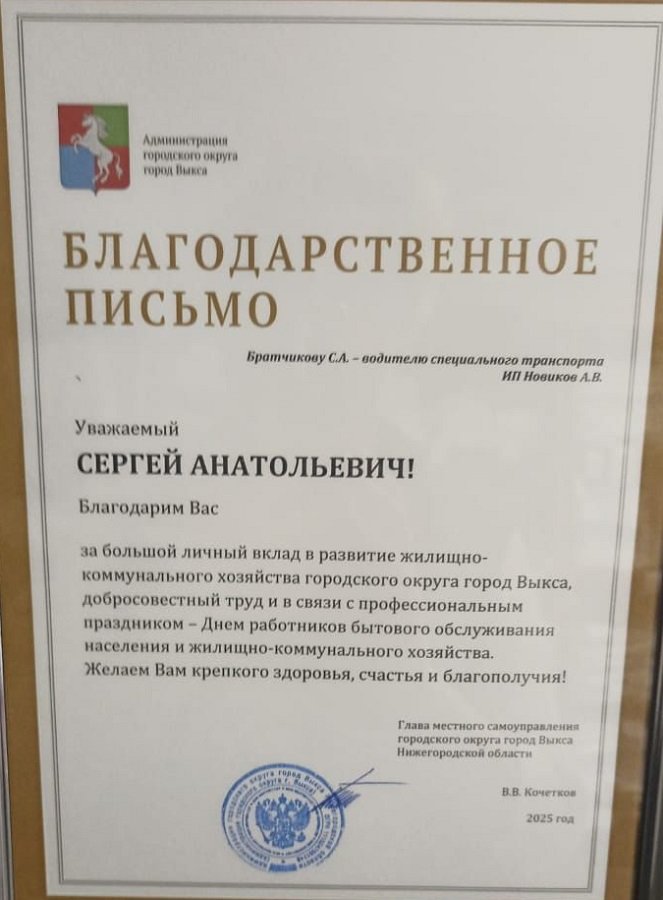 Администрация
городского округа
город Выкса
БЛАГОДАРСТВЕННОЕ
ПИСЬМО
Братчикову С.А. – водителю специального транспорта
ИП Новиков А.В.
Уважаемый
СЕРГЕЙ АНАТОЛЬЕВИЧ!
Благодарим Вас
за большой личный вклад в развитие жилищно-
коммунального хозяйства городского округа город Выкса,
добросовестный труд и в связи с профессиональным
праздником – Днем работников бытового обслуживания
населения и жилищно-коммунального хозяйства.
Желаем Вам крепкого здоровья, счастья и благополучия!
Глава местного самоуправления
городского округа город Выкса
Нижегородской области
В.В. Кочетков
2025 год